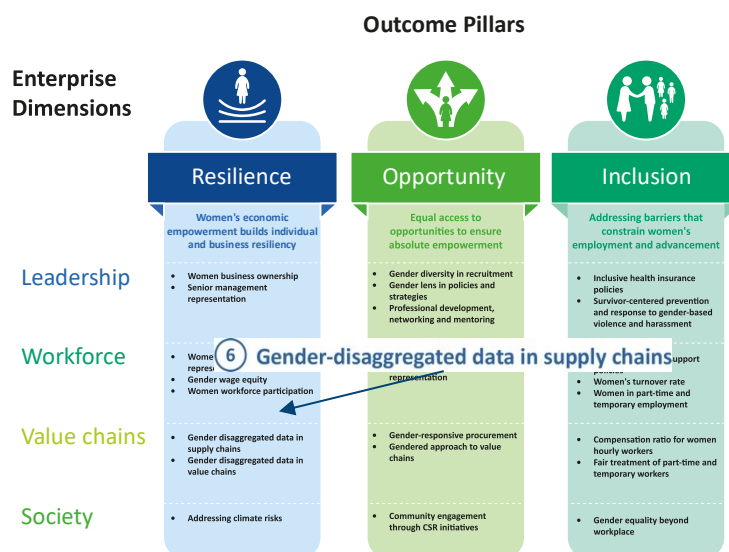 Outcome Pillars
Enterprise
Dimensions
Resilience
Opportunity
Inclusion
Women's economic
empowerment builds individual
and business resiliency
Equal access to
opportunities to ensure
absolute empowerment
Addressing barriers that
constrain women's
employment and advancement
Leadership
• Women business ownership
• Senior management
representation
• Gender diversity in recruitment
• Gender lens in policies and
strategies
• Professional development,
networking and mentoring
• Inclusive health insurance
policies
• Survivor-centered prevention
and response to gender-based
violence and harassment
Workforce
6 Gender-disaggregated data in supply chains
• Gender wage equity
• Women workforce participation
representation
support
• Women's turnover rate
• Women in part-time and
temporary employment
Value chains
• Gender disaggregated data in
supply chains
• Gender disaggregated data in
value chains
• Gender-responsive procurement
• Gendered approach to value
chains
• Compensation ratio for women
hourly workers
• Fair treatment of part-time and
temporary workers
Society
• Addressing climate risks
• Community engagement
through CSR initiatives
• Gender equality beyond
workplace